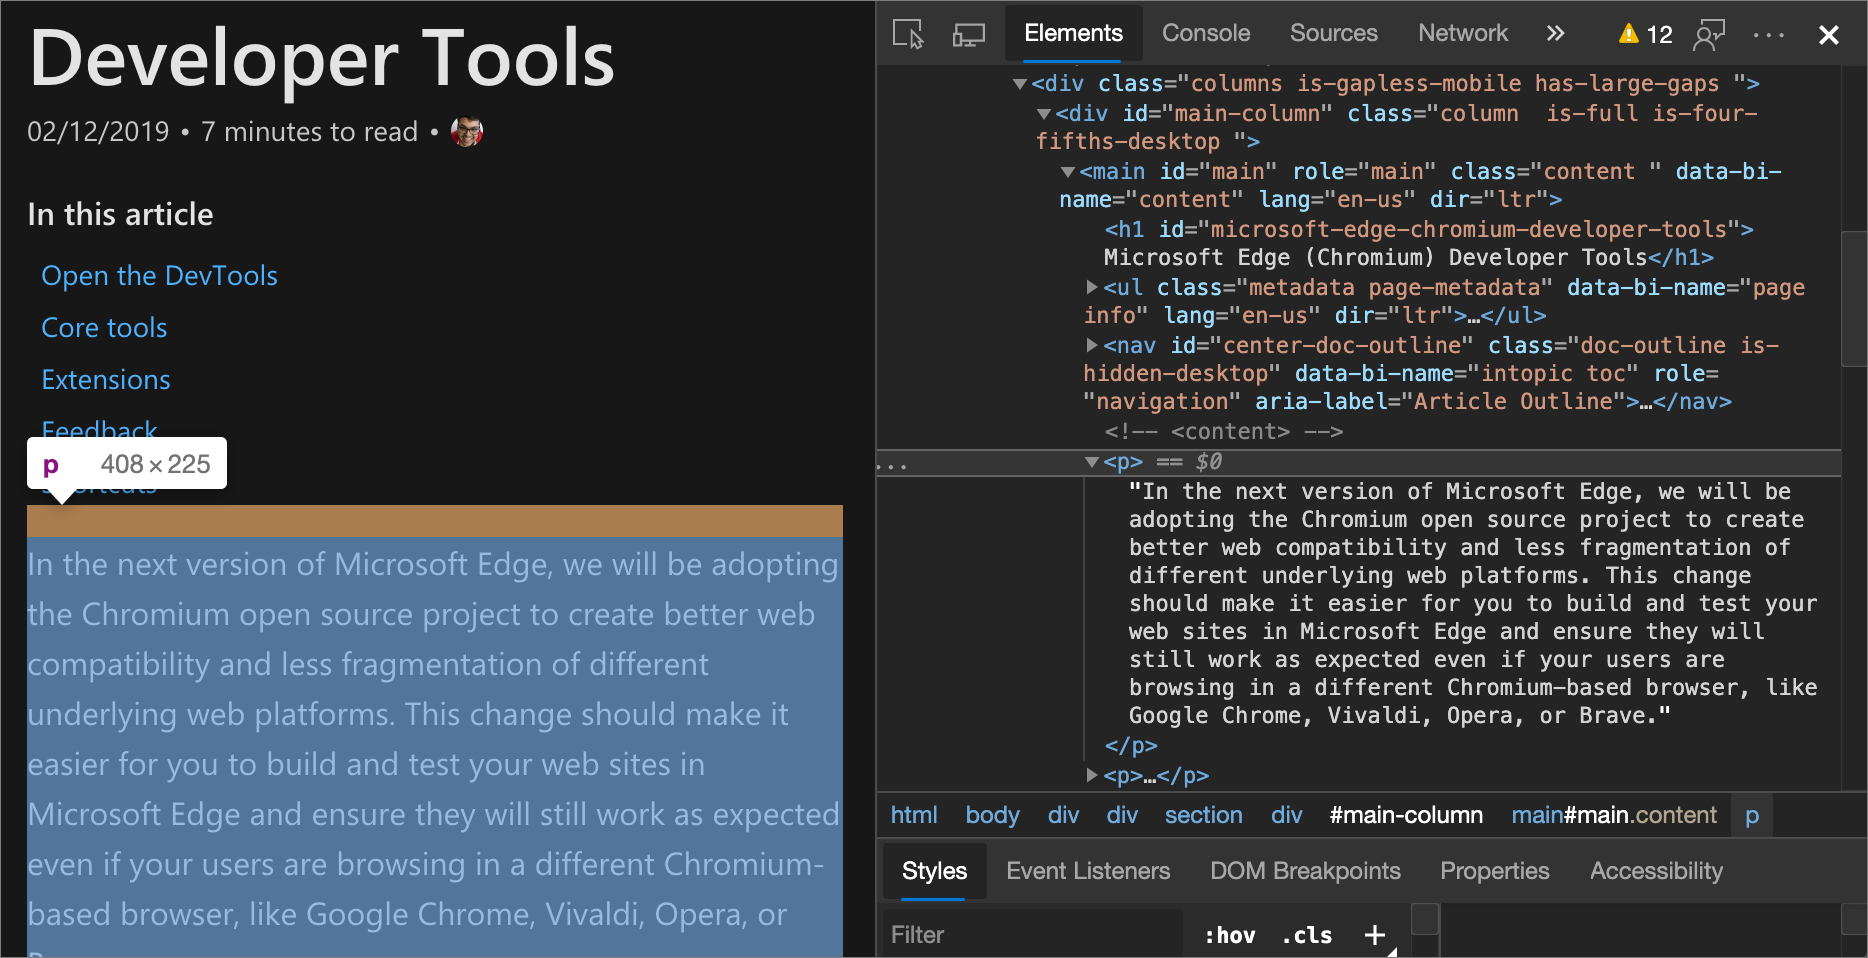 Developer Tools
02/12/2019 • 7 minutes to read •
In this article
Open the DevTools
Core tools
Extensions
Feedback
p 408 × 225
In the next version of Microsoft Edge, we will be adopting
the Chromium open source project to create better web
compatibility and less fragmentation of different
underlying web platforms. This change should make it
easier for you to build and test your web sites in
Microsoft Edge and ensure they will still work as expected
even if your users are browsing in a different Chromium-
based browser, like Google Chrome, Vivaldi, Opera, or
Elements Console Sources Network » 12 ···
<div class="columns is-gapless-mobile has-large-gaps ">
<div id="main-column" class="column  is-full is-four-
fifths-desktop ">
<main id="main" role="main" class="content " data-bi-
name="content" lang="en-us" dir="ltr">
<h1 id="microsoft-edge-chromium-developer-tools">
Microsoft Edge (Chromium) Developer Tools</h1>
<ul class="metadata page-metadata" data-bi-name="page
info" lang="en-us" dir="ltr">…</ul>
<nav id="center-doc-outline" class="doc-outline is-
hidden-desktop" data-bi-name="intopic toc" role=
"navigation" aria-label="Article Outline">…</nav>
<!-- <content> -->
... <p> == $0
"In the next version of Microsoft Edge, we will be
adopting the Chromium open source project to create
better web compatibility and less fragmentation of
different underlying web platforms. This change
should make it easier for you to build and test your
web sites in Microsoft Edge and ensure they will
still work as expected even if your users are
browsing in a different Chromium-based browser, like
Google Chrome, Vivaldi, Opera, or Brave."
</p>
<p>…</p>
html body div div section div #main-column main#main.content p
Styles Event Listeners DOM Breakpoints Properties Accessibility
Filter :hov .cls +